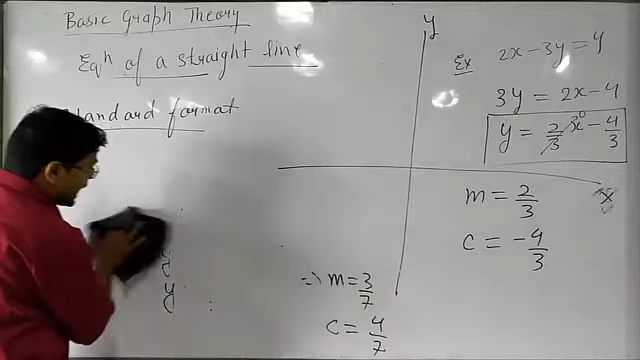 Basic Graph Theory
Eqn of a straight line
Standard format
y
y
⇒ m = 3/7
c = 4/7
y
x
Ex 2x - 3y = 4
3y = 2x - 4
y = 2/3 x - 4/3
m = 2/3
c = -4/3